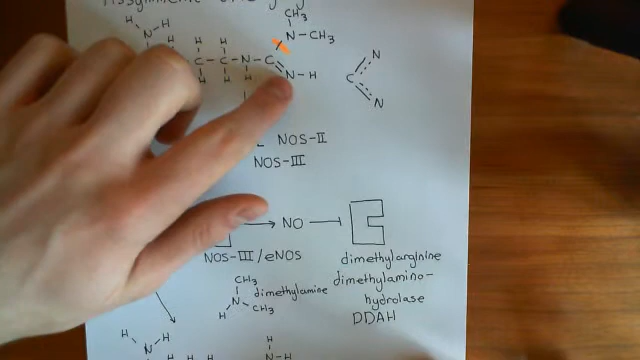 CH₃
H H N-CH₃
H H
C-C-N-C N
H H H N-H C
N
NOS-II
NOS-III
NO
NOS-III/eNOS
dimethylarginine
dimethylamino-
hydrolase
DDAH
CH₃
N dimethylamine
H CH₃
H H H
N N-H
H H H